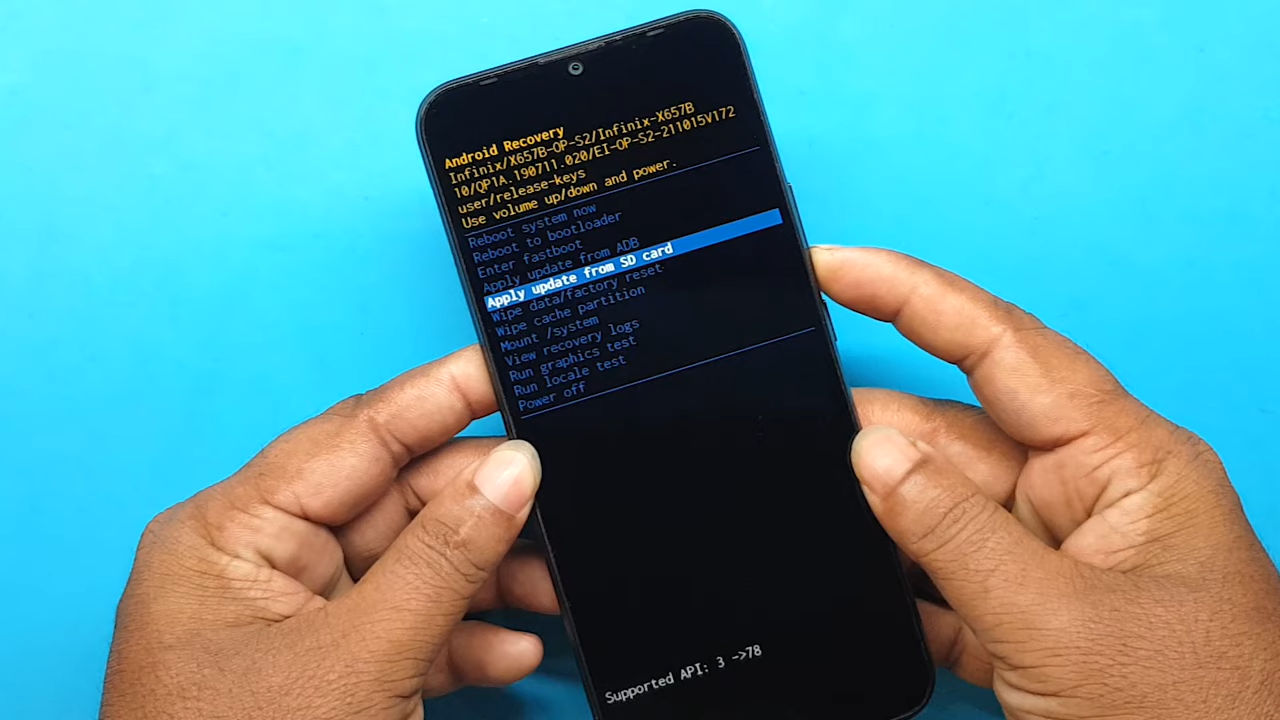 Android Recovery
Infinix/X657B-OP-S2/Infinix-X657B
10/QP1A.190711.020/EI-OP-S2-211015V172
user/release-keys
Use volume up/down and power.
Reboot system now
Reboot to bootloader
Enter fastboot
Apply update from ADB
Apply update from SD card
Wipe data/factory reset
Wipe cache partition
Mount /system
View recovery logs
Run graphics test
Run locale test
Power off
Supported API: 3 ->78